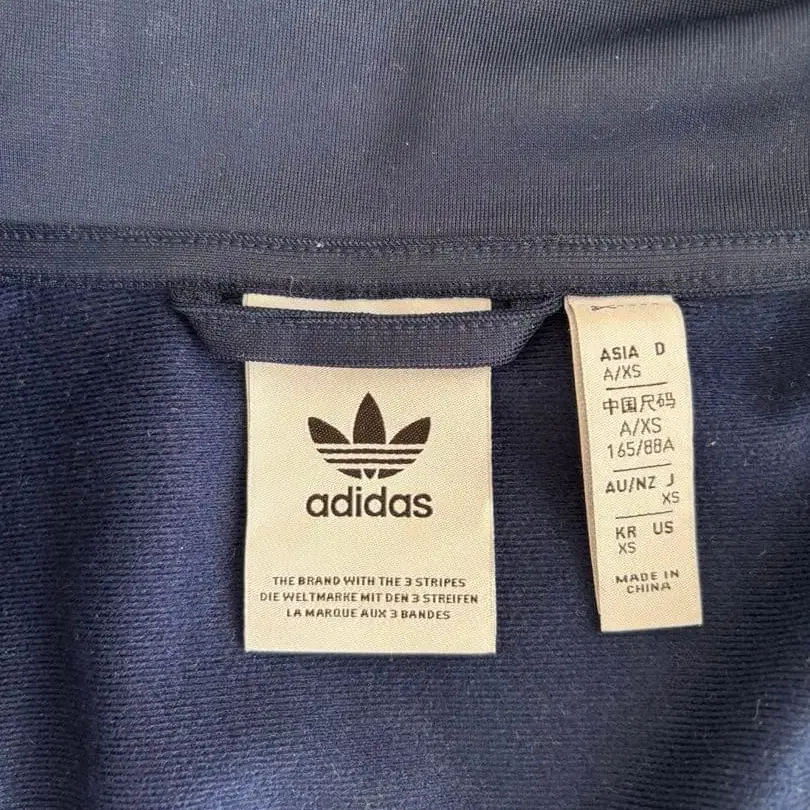 adidas
THE BRAND WITH THE 3 STRIPES
DIE WELTMARKE MIT DEN 3 STREIFEN
LA MARQUE AUX 3 BANDES
ASIA D
A/XS
中国尺码
A/XS
165/88A
AU/NZ J
XS
KR US
XS
MADE IN
CHINA